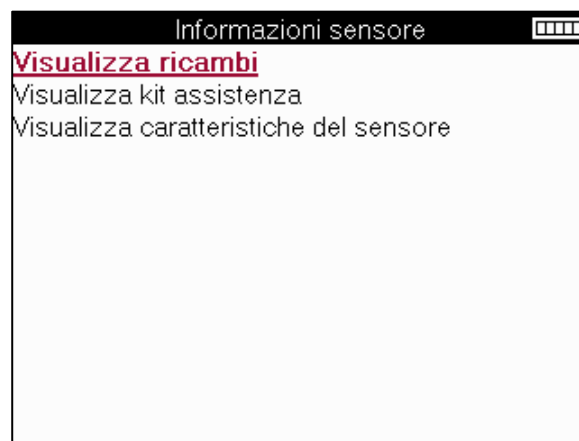 Informazioni sensore
Visualizza ricambi
Visualizza kit assistenza
Visualizza caratteristiche del sensore